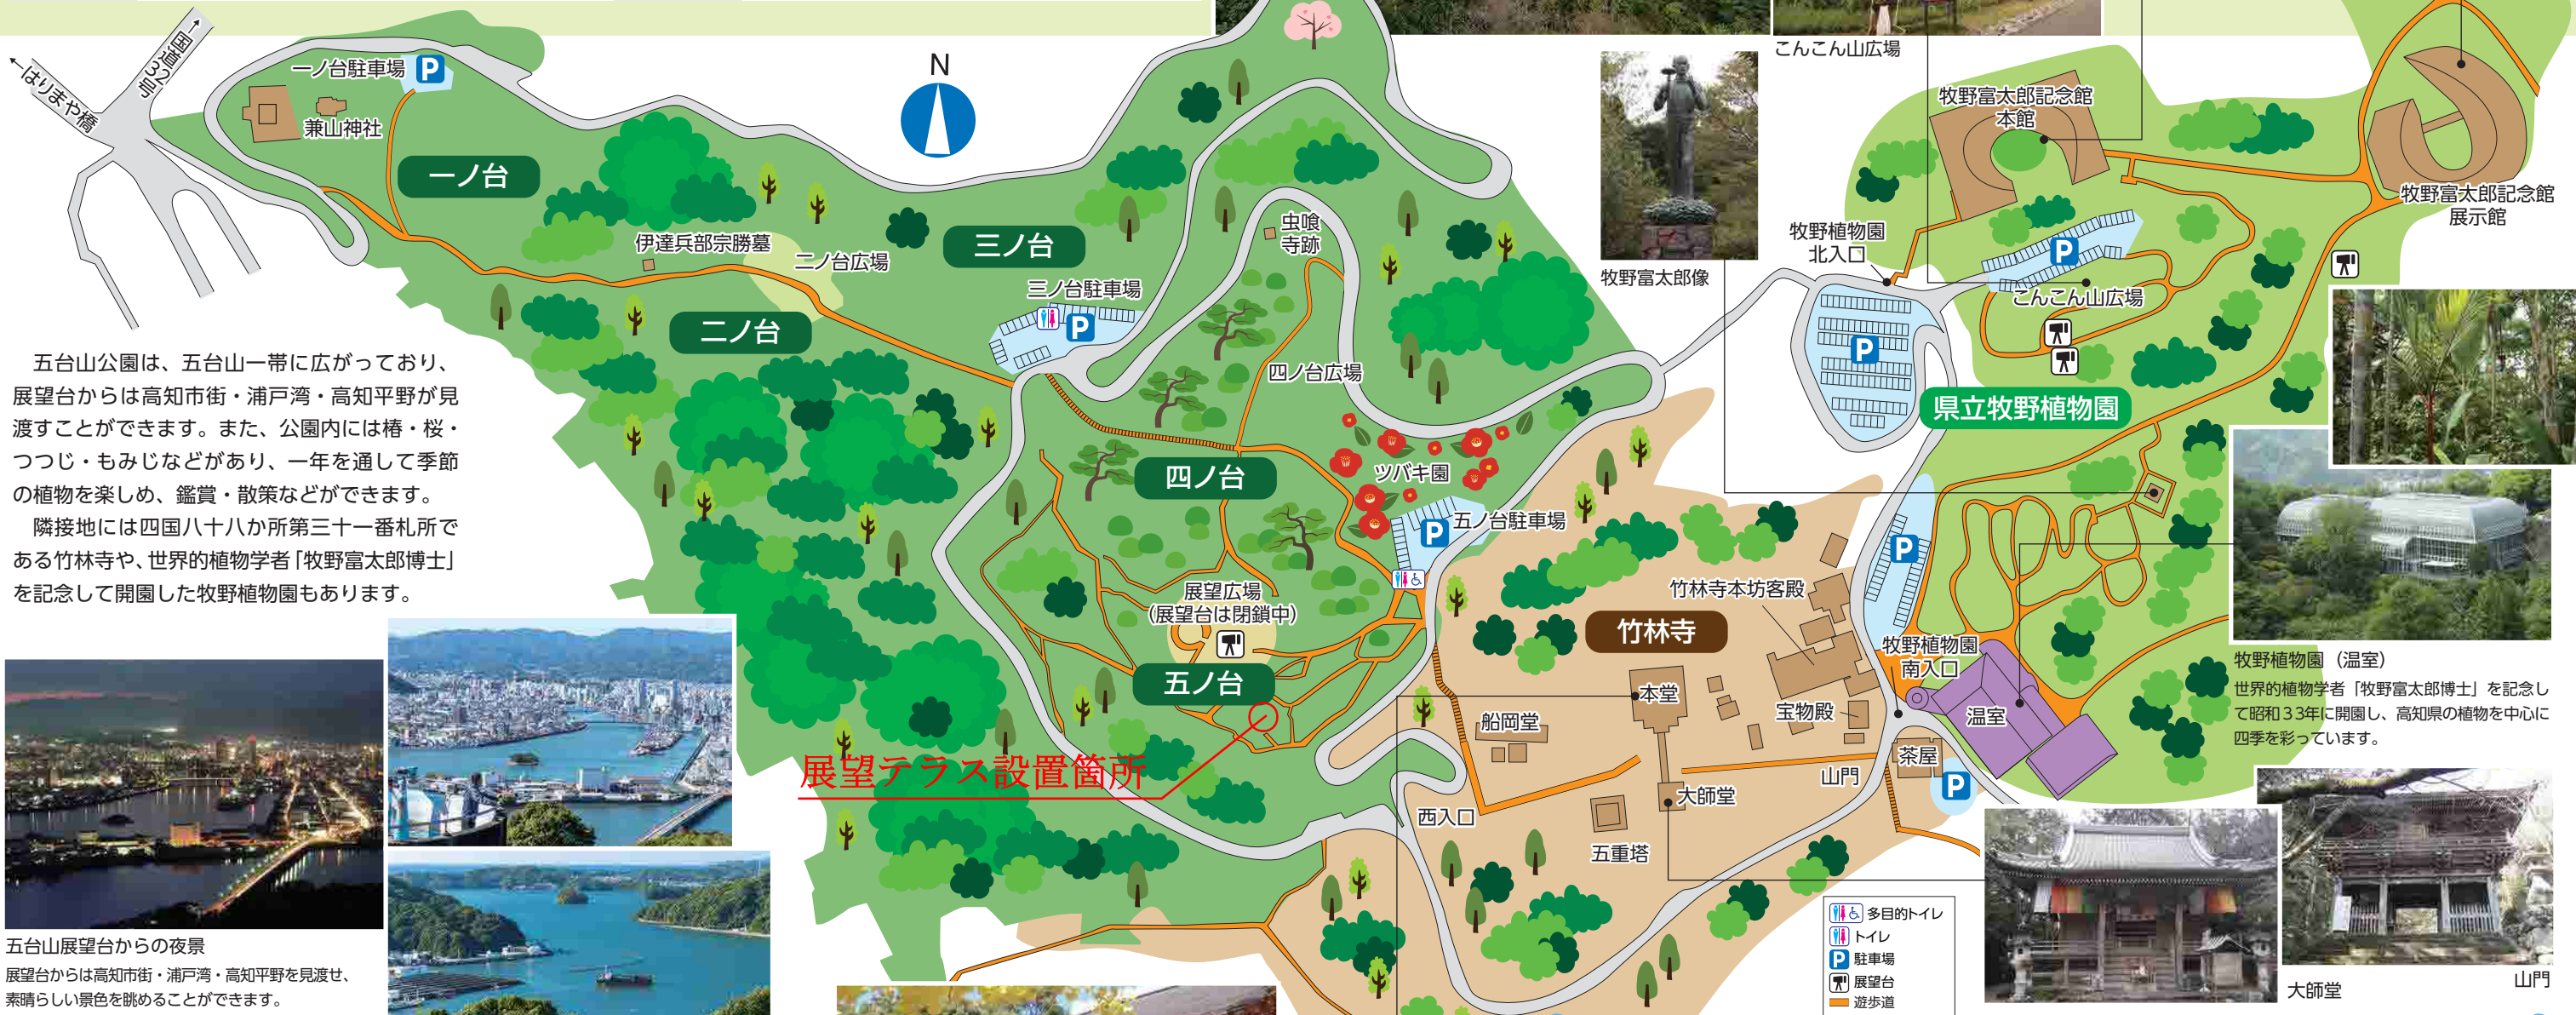 こんこん山広場
←国道32号
←はりまや橋
一ノ台駐車場
P
兼山神社
一ノ台
N
牧野富太郎記念館
本館
牧野富太郎記念館
展示館
虫喰
寺跡
三ノ台
伊達兵部宗勝墓
二ノ台広場
三ノ台駐車場
P
二ノ台
牧野富太郎像
牧野植物園
北入口
P
こんこん山広場
P
県立牧野植物園
五台山公園は、五台山一帯に広がっており、
展望台からは高知市街・浦戸湾・高知平野が見
渡すことができます。また、公園内には椿・桜・
つつじ・もみじなどがあり、一年を通して季節
の植物を楽しめ、鑑賞・散策などができます。
隣接地には四国八十八か所第三十一番札所で
ある竹林寺や、世界的植物学者「牧野富太郎博士」
を記念して開園した牧野植物園もあります。
四ノ台広場
四ノ台
ツバキ園
五ノ台駐車場
P
P
展望広場
(展望台は閉鎖中)
五ノ台
展望テラス設置箇所
竹林寺本坊客殿
竹林寺
牧野植物園
南入口
本堂
船岡堂
宝物殿
温室
茶屋
P
山門
大師堂
西入口
五重塔
牧野植物園（温室）
世界的植物学者「牧野富太郎博士」を記念し
て昭和33年に開園し、高知県の植物を中心に
四季を彩っています。
五台山展望台からの夜景
展望台からは高知市街・浦戸湾・高知平野を見渡せ、
素晴らしい景色を眺めることができます。
多目的トイレ
トイレ
P 駐車場
展望台
遊歩道
大師堂
山門